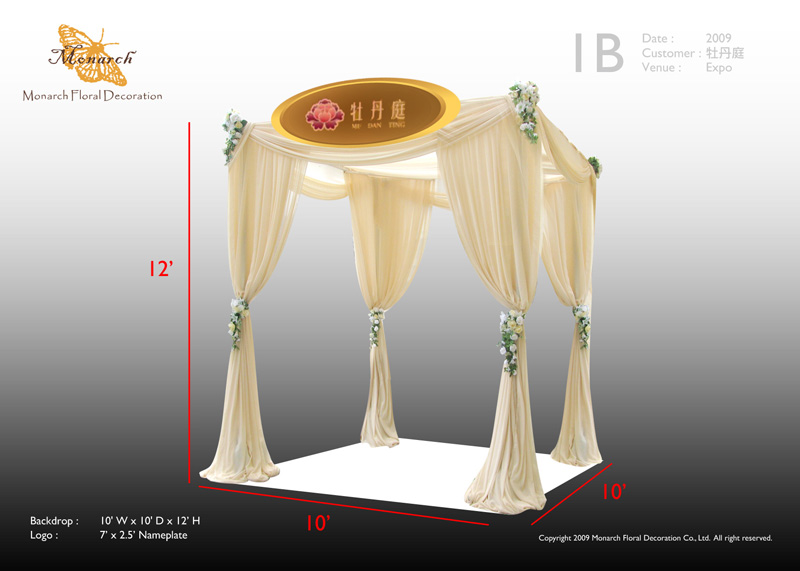 Monarch
Monarch Floral Decoration
1B
Date : 2009
Customer : 牡丹庭
Venue : Expo
牡丹庭
MU DAN TING
12'
10'
10'
Backdrop : 10' W x 10' D x 12' H
Logo : 7' x 2.5' Nameplate
Copyright 2009 Monarch Floral Decoration Co., Ltd. All right reserved.